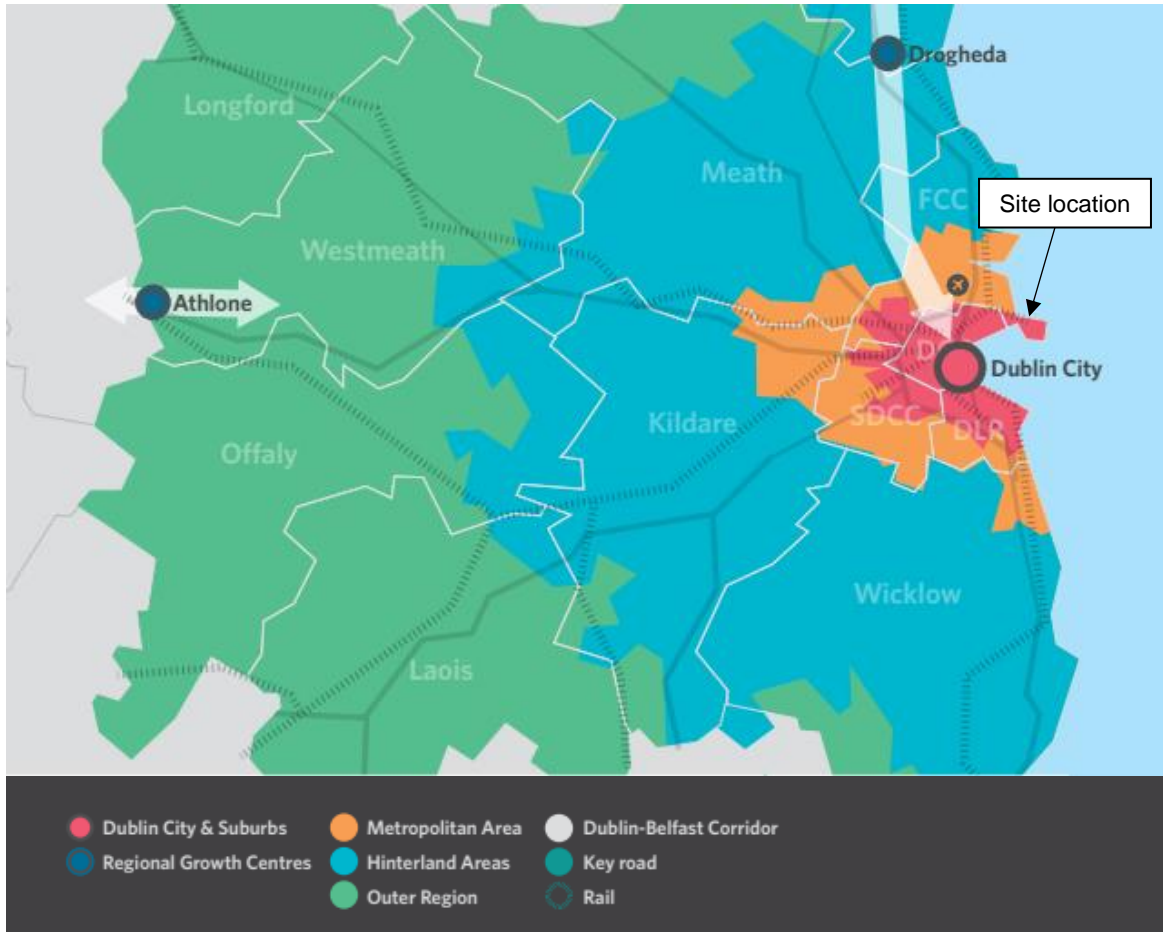 Drogheda
Longford
Meath
FCC
Site location
Westmeath
Athlone
D
Dublin City
Kildare
SDCC
DLR
Offaly
Wicklow
Laois
Dublin City & Suburbs
Metropolitan Area
Dublin-Belfast Corridor
Regional Growth Centres
Hinterland Areas
Key road
Outer Region
Rail